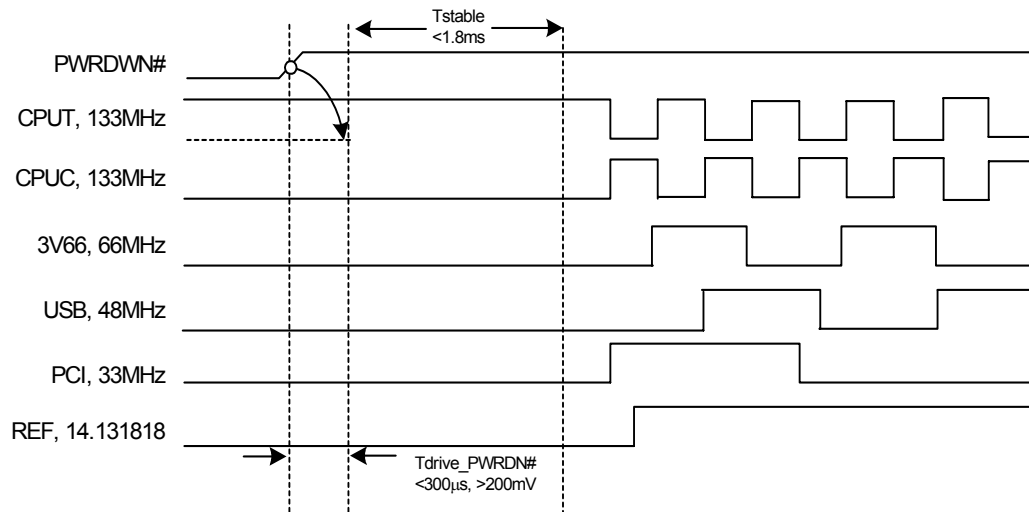 Tstable
<1.8ms
PWRDWN#
CPUT, 133MHz
CPUC, 133MHz
3V66, 66MHz
USB, 48MHz
PCI, 33MHz
REF, 14.131818
Tdrive_PWRDN#
<300μs, >200mV